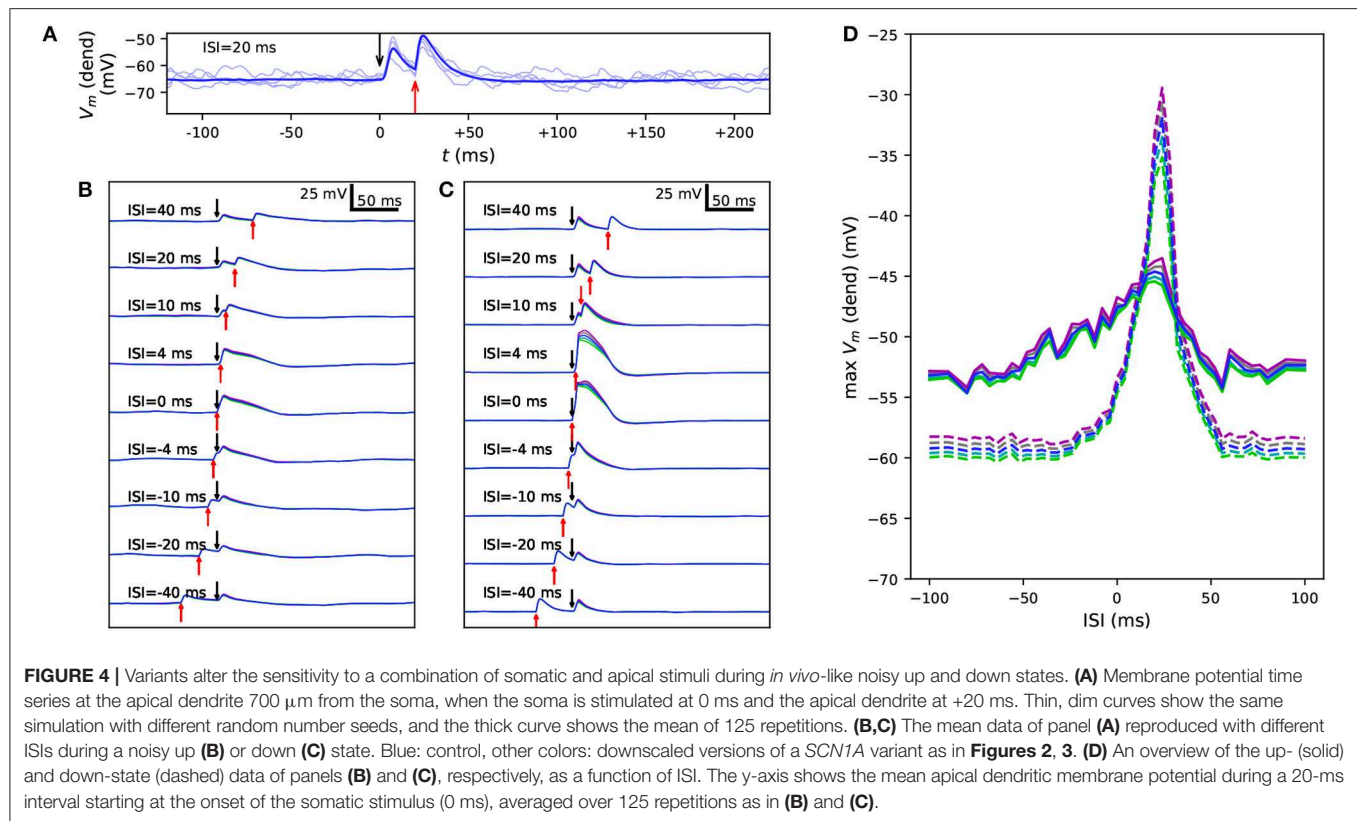 A
ISI=20 ms
−50
−60
−70
V_m (dend)
(mV)
-100
-50
0
+50
+100
+150
+200
t (ms)
B
25 mV
50 ms
ISI=40 ms
ISI=20 ms
ISI=10 ms
ISI=4 ms
ISI=0 ms
ISI=-4 ms
ISI=-10 ms
ISI=-20 ms
ISI=-40 ms
C
25 mV
50 ms
ISI=40 ms
ISI=20 ms
ISI=10 ms
ISI=4 ms
ISI=0 ms
ISI=-4 ms
ISI=-10 ms
ISI=-20 ms
ISI=-40 ms
D
−25
−30
−35
−40
−45
−50
−55
−60
−65
−70
max V_m (dend) (mV)
−100
−50
0
50
100
ISI (ms)
FIGURE 4 | Variants alter the sensitivity to a combination of somatic and apical stimuli during in vivo-like noisy up and down states. (A) Membrane potential time
series at the apical dendrite 700 μm from the soma, when the soma is stimulated at 0 ms and the apical dendrite at +20 ms. Thin, dim curves show the same
simulation with different random number seeds, and the thick curve shows the mean of 125 repetitions. (B,C) The mean data of panel (A) reproduced with different
ISIs during a noisy up (B) or down (C) state. Blue: control, other colors: downscaled versions of a SCN1A variant as in Figures 2, 3. (D) An overview of the up- (solid)
and down-state (dashed) data of panels (B) and (C), respectively, as a function of ISI. The y-axis shows the mean apical dendritic membrane potential during a 20-ms
interval starting at the onset of the somatic stimulus (0 ms), averaged over 125 repetitions as in (B) and (C).